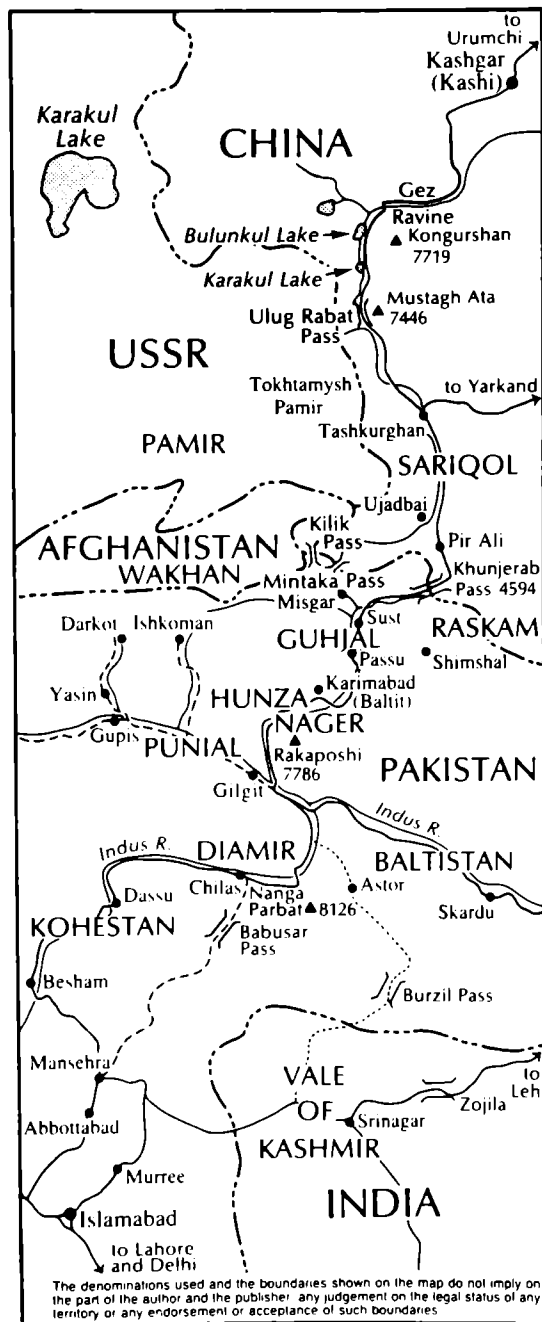 to
Urumchi
Kashgar
(Kashi)
Karakul
Lake
CHINA
Gez
Ravine
Bulunkul Lake
Kongurshan
7719
Karakul Lake
Mustagh Ata
7446
Ulug Rabat
Pass
USSR
Tokhtamysh
Pamir
to Yarkand
Tashkurghan
PAMIR
SARIQOL
Ujadbai
Kilik
Pass
AFGHANISTAN
Pir Ali
WAKHAN
Khunjerab
Pass 4594
Mintaka Pass
Misgar
Sust
Darkot
Ishkoman
GUHJAL
RASKAM
Passu
Shimshal
Yasin
HUNZA
Karimabad
(Baltit)
Gupis
NAGER
PUNIAL
Rakaposhi
7786
PAKISTAN
Gilgit
Indus R.
Indus R.
DIAMIR
BALTISTAN
Chilas
Astor
Dassu
Nanga
Parbat
8126
Skardu
KOHESTAN
Babusar
Pass
Besham
Burzil Pass
Mansehra
to
Leh
VALE
OF
KASHMIR
Zojila
Srinagar
Abbottabad
Murree
INDIA
Islamabad
to Lahore
and Delhi
The denominations used and the boundaries shown on the map do not imply on
the part of the author and the publisher any judgement on the legal status of any
territory or any endorsement or acceptance of such boundaries